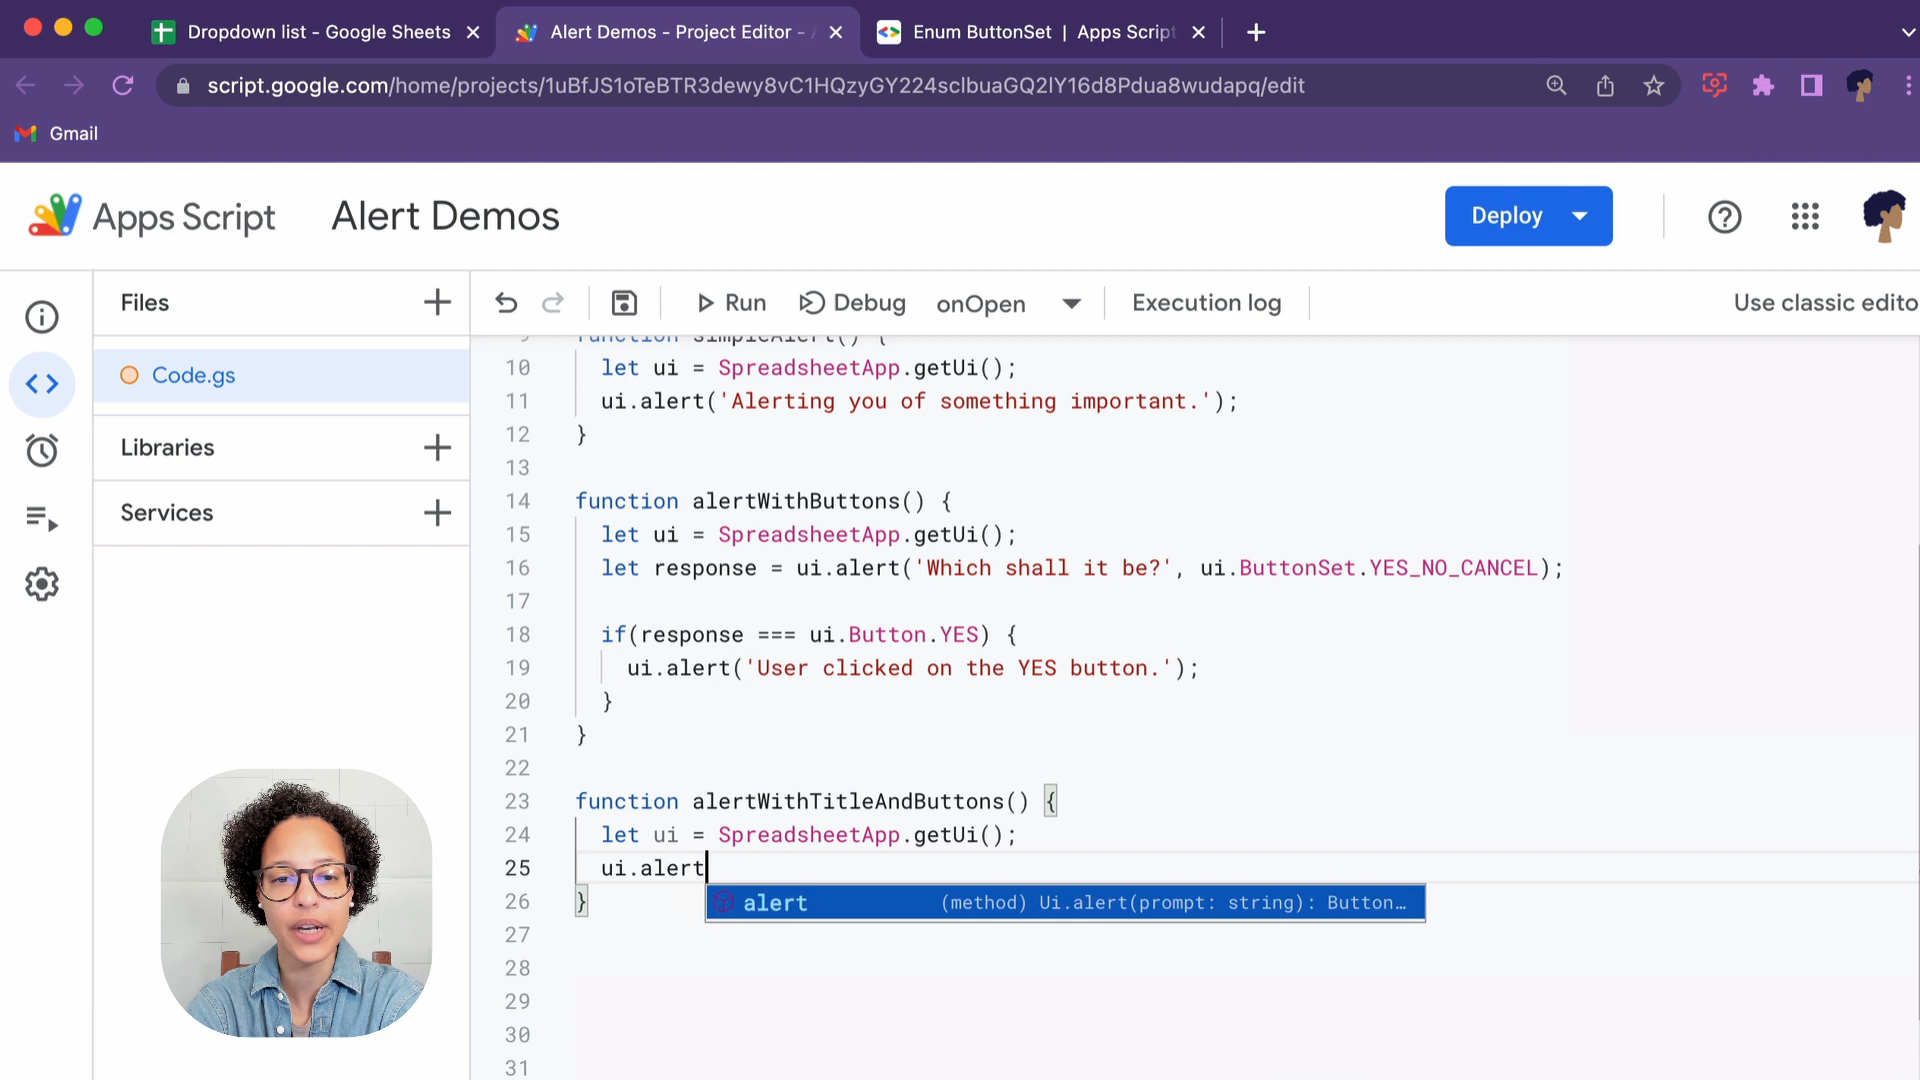 Dropdown list - Google Sheets
Alert Demos - Project Editor -
Enum ButtonSet | Apps Script
script.google.com/home/projects/1uBfJS1oTeBTR3dewy8vC1HQzyGY224sclbuaGQ2lY16d8Pdua8wudapq/edit
Gmail
Apps Script
Alert Demos
Deploy
Files
Run
Debug
onOpen
Execution log
Use classic edito
Code.gs
Libraries
Services
9 function simpleAlert() {
10 let ui = SpreadsheetApp.getUi();
11 ui.alert('Alerting you of something important.');
12 }
13
14 function alertWithButtons() {
15 let ui = SpreadsheetApp.getUi();
16 let response = ui.alert('Which shall it be?', ui.ButtonSet.YES_NO_CANCEL);
17
18 if(response === ui.Button.YES) {
19 ui.alert('User clicked on the YES button.');
20 }
21 }
22
23 function alertWithTitleAndButtons() {
24 let ui = SpreadsheetApp.getUi();
25 ui.alert
26 }
alert (method) Ui.alert(prompt: string): Button…
27
28
29
30
31